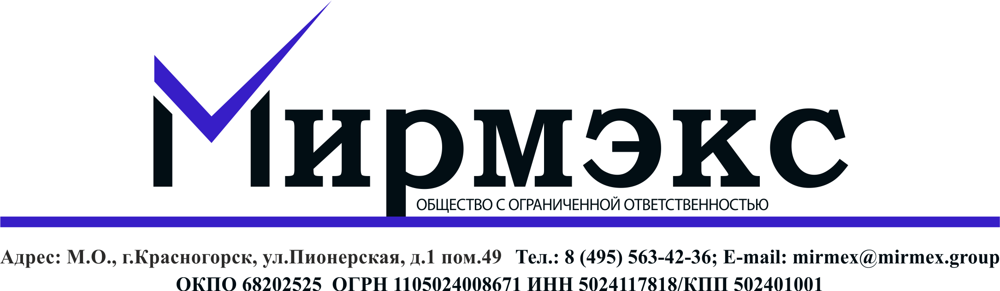 Мирмэкс
ОБЩЕСТВО С ОГРАНИЧЕННОЙ ОТВЕТСТВЕННОСТЬЮ
Адрес: М.О., г.Красногорск, ул.Пионерская, д.1 пом.49 Тел.: 8 (495) 563-42-36; E-mail: mirmex@mirmex.group
ОКПО 68202525 ОГРН 1105024008671 ИНН 5024117818/КПП 502401001